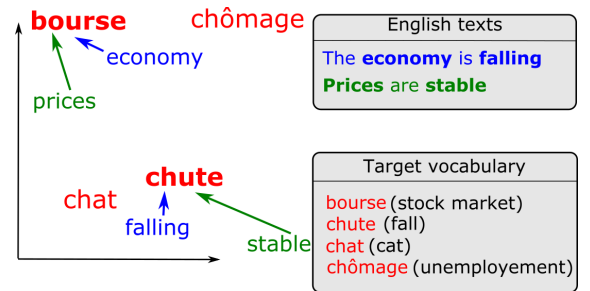 bourse
chômage
economy
prices
chute
chat
falling
stable
English texts
The economy is falling
Prices are stable
Target vocabulary
bourse (stock market)
chute (fall)
chat (cat)
chômage (unemployement)